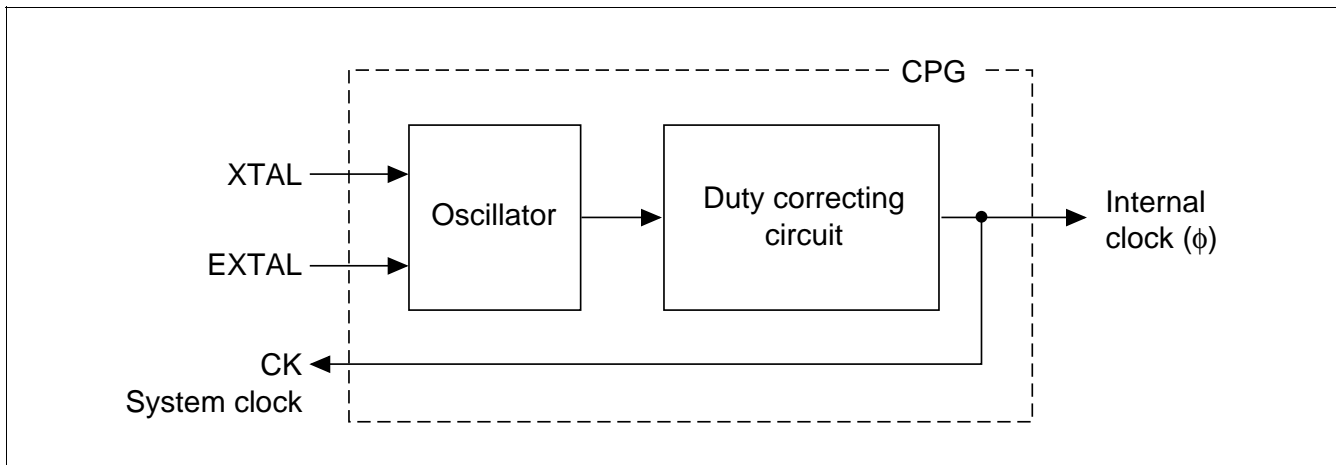 CPG
XTAL
EXTAL
Oscillator
Duty correcting
circuit
Internal
clock (ϕ)
CK
System clock